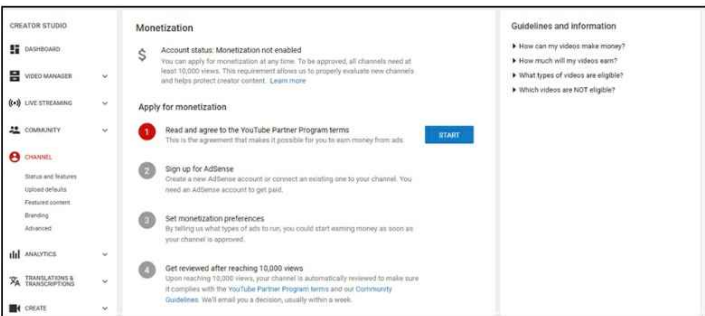 CREATOR STUDIO
DASHBOARD
VIDEO MANAGER
LIVE STREAMING
COMMUNITY
CHANNEL
Status and features
Upload defaults
Featured content
Branding
Advanced
ANALYTICS
TRANSLATIONS &
TRANSCRIPTIONS
CREATE
Monetization
$
Account status: Monetization not enabled
You can apply for monetization at any time. To be approved, all channels need at
least 10,000 views. This requirement allows us to properly evaluate new channels
and helps protect creator content. Learn more
Apply for monetization
1
Read and agree to the YouTube Partner Program terms
This is the agreement that makes it possible for you to earn money from ads
START
2
Sign up for AdSense
Create a new AdSense account or connect an existing one to your channel. You
need an AdSense account to get paid.
3
Set monetization preferences
By telling us what types of ads to run, you could start earning money as soon as
your channel is approved.
4
Get reviewed after reaching 10,000 views
Upon reaching 10,000 views, your channel is automatically reviewed to make sure
it complies with the YouTube Partner Program terms and our Community
Guidelines. We'll email you a decision, usually within a week.
Guidelines and information
How can my videos make money?
How much will my videos earn?
What types of videos are eligible?
Which videos are NOT eligible?